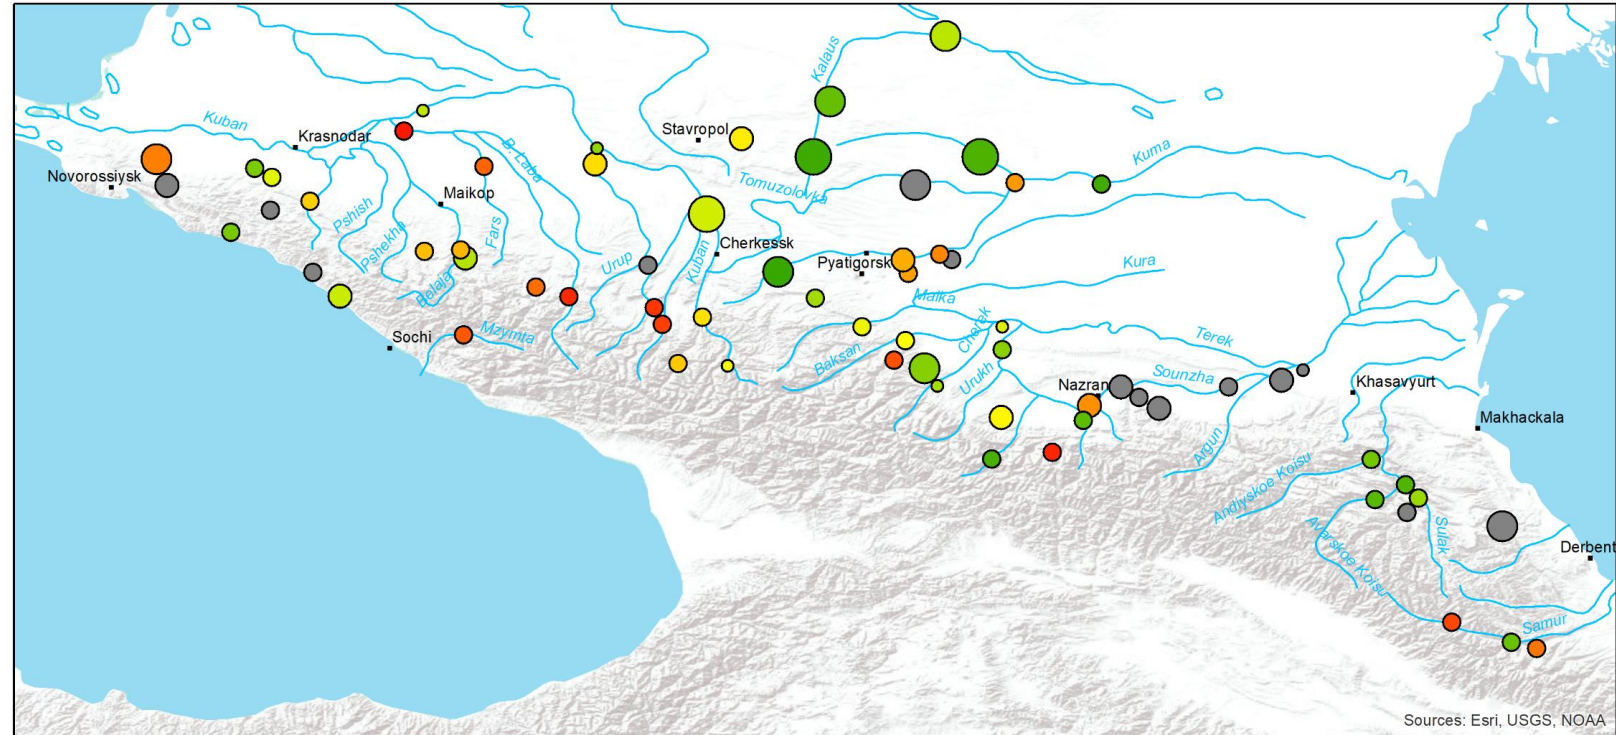 Kalaus
Kuban
Krasnodar
Stavropol
B. Laba
Kuma
Novorossiysk
Maikop
Tomuzolovka
Pshish
Pshekha
Fars
Cherkessk
Urup
Kuban
Pyatigorsk
Kura
Belaja
Malka
Sochi
Mzymta
Cherek
Terek
Baksan
Urukh
Nazran
Sounzha
Khasavyurt
Makhackala
Argun
Andiyskoe Koisu
Avarskoe Koisu
Sulak
Derbent
Samur
Sources: Esri, USGS, NOAA